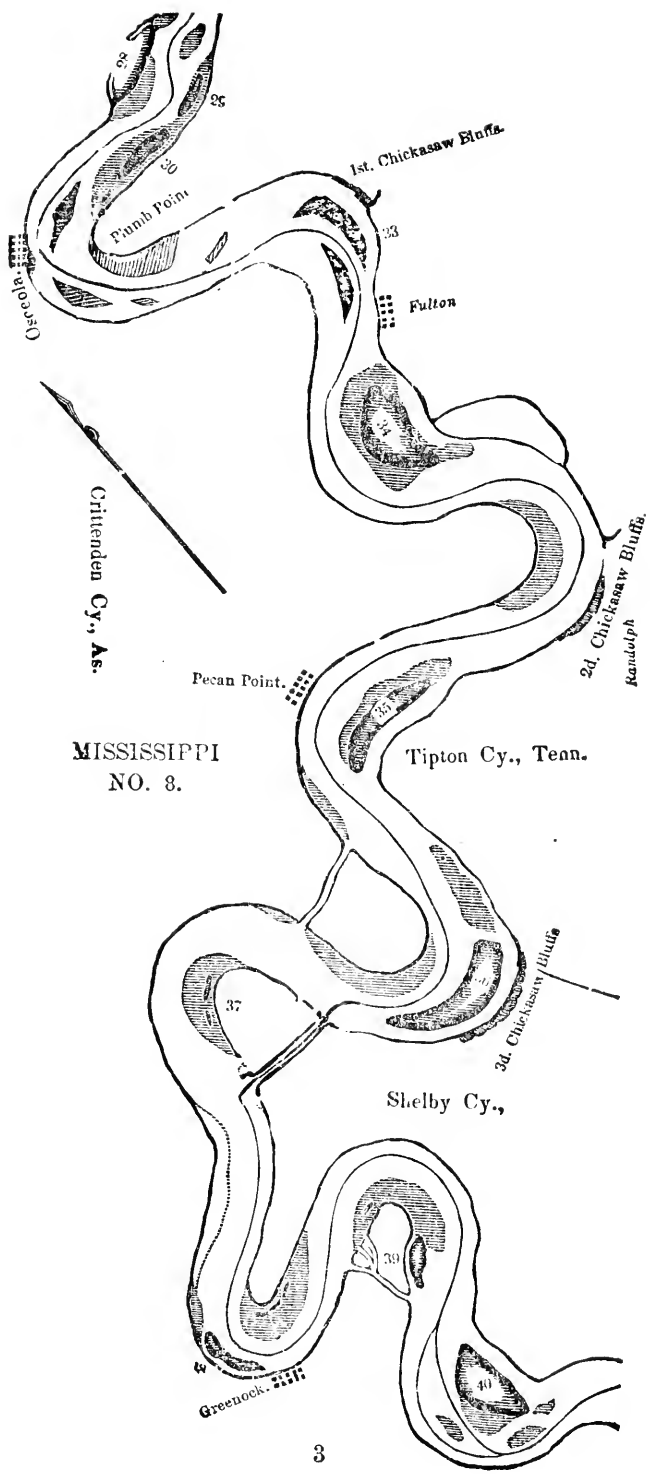 28
29
30
1st. Chickasaw Bluffs.
Plumb Point
33
Osceola.
Fulton
34
Crittenden Cy., As.
2d. Chickasaw Bluffs.
Randolph
Pecan Point.
35
MISSISSIPPI
NO. 8.
Tipton Cy., Tenn.
37
3d. Chickasaw Bluffs
Shelby Cy.,
39
40
Greenock.
3